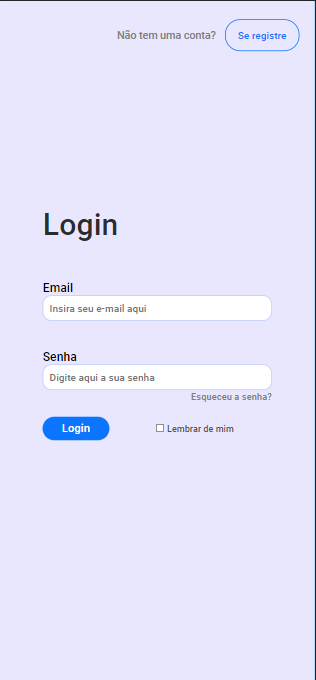 Não tem uma conta? Se registre
Login
Email
Insira seu e-mail aqui
Senha
Digite aqui a sua senha
Esqueceu a senha?
Login Lembrar de mim